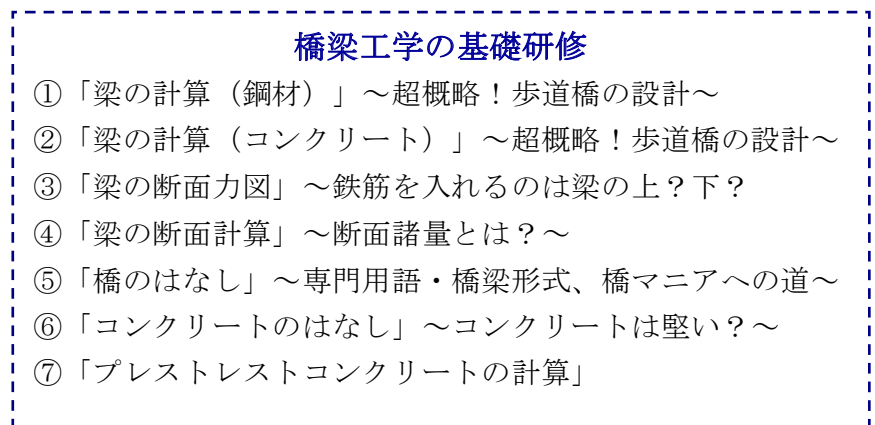 橋梁工学の基礎研修
①「梁の計算（鋼材）」～超概略！歩道橋の設計～
②「梁の計算（コンクリート）」～超概略！歩道橋の設計～
③「梁の断面力図」～鉄筋を入れるのは梁の上？下？
④「梁の断面計算」～断面諸量とは？～
⑤「橋のはなし」～専門用語・橋梁形式、橋マニアへの道～
⑥「コンクリートのはなし」～コンクリートは堅い？～
⑦「プレストレストコンクリートの計算」